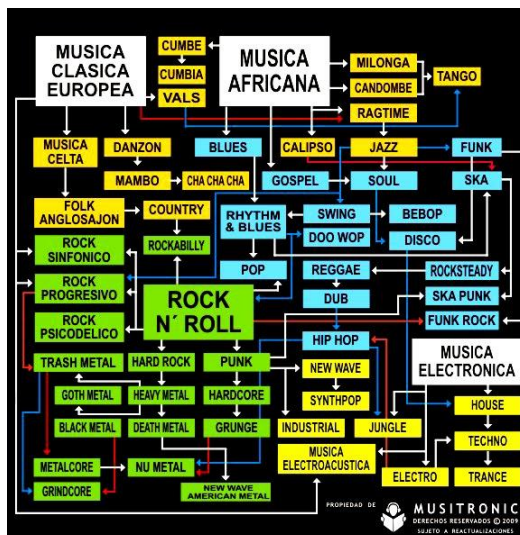 MUSICA
CLASICA
EUROPEA
CUMBE
CUMBIA
VALS
MUSICA
AFRICANA
MILONGA
CANDOMBE
TANGO
RAGTIME
MUSICA
CELTA
DANZON
BLUES
CALIPSO
JAZZ
FUNK
MAMBO
CHA CHA CHA
GOSPEL
SOUL
SKA
FOLK
ANGLOSAJON
COUNTRY
RHYTHM
& BLUES
SWING
BEBOP
ROCK
SINFONICO
ROCKABILLY
DOO WOP
DISCO
ROCK
PROGRESIVO
POP
REGGAE
ROCKSTEADY
ROCK
N´ ROLL
DUB
SKA PUNK
ROCK
PSICODELICO
FUNK ROCK
HIP HOP
TRASH METAL
HARD ROCK
PUNK
NEW WAVE
MUSICA
ELECTRONICA
GOTH METAL
HEAVY METAL
HARDCORE
SYNTHPOP
HOUSE
BLACK METAL
DEATH METAL
GRUNGE
INDUSTRIAL
JUNGLE
TECHNO
METALCORE
NU METAL
MUSICA
ELECTROACUSTICA
ELECTRO
TRANCE
GRINDCORE
NEW WAVE
AMERICAN METAL
PROPIEDAD DE
MUSITRONIC
DERECHOS RESERVADOS © 2009
SUJETO A REACTUALIZACIONES